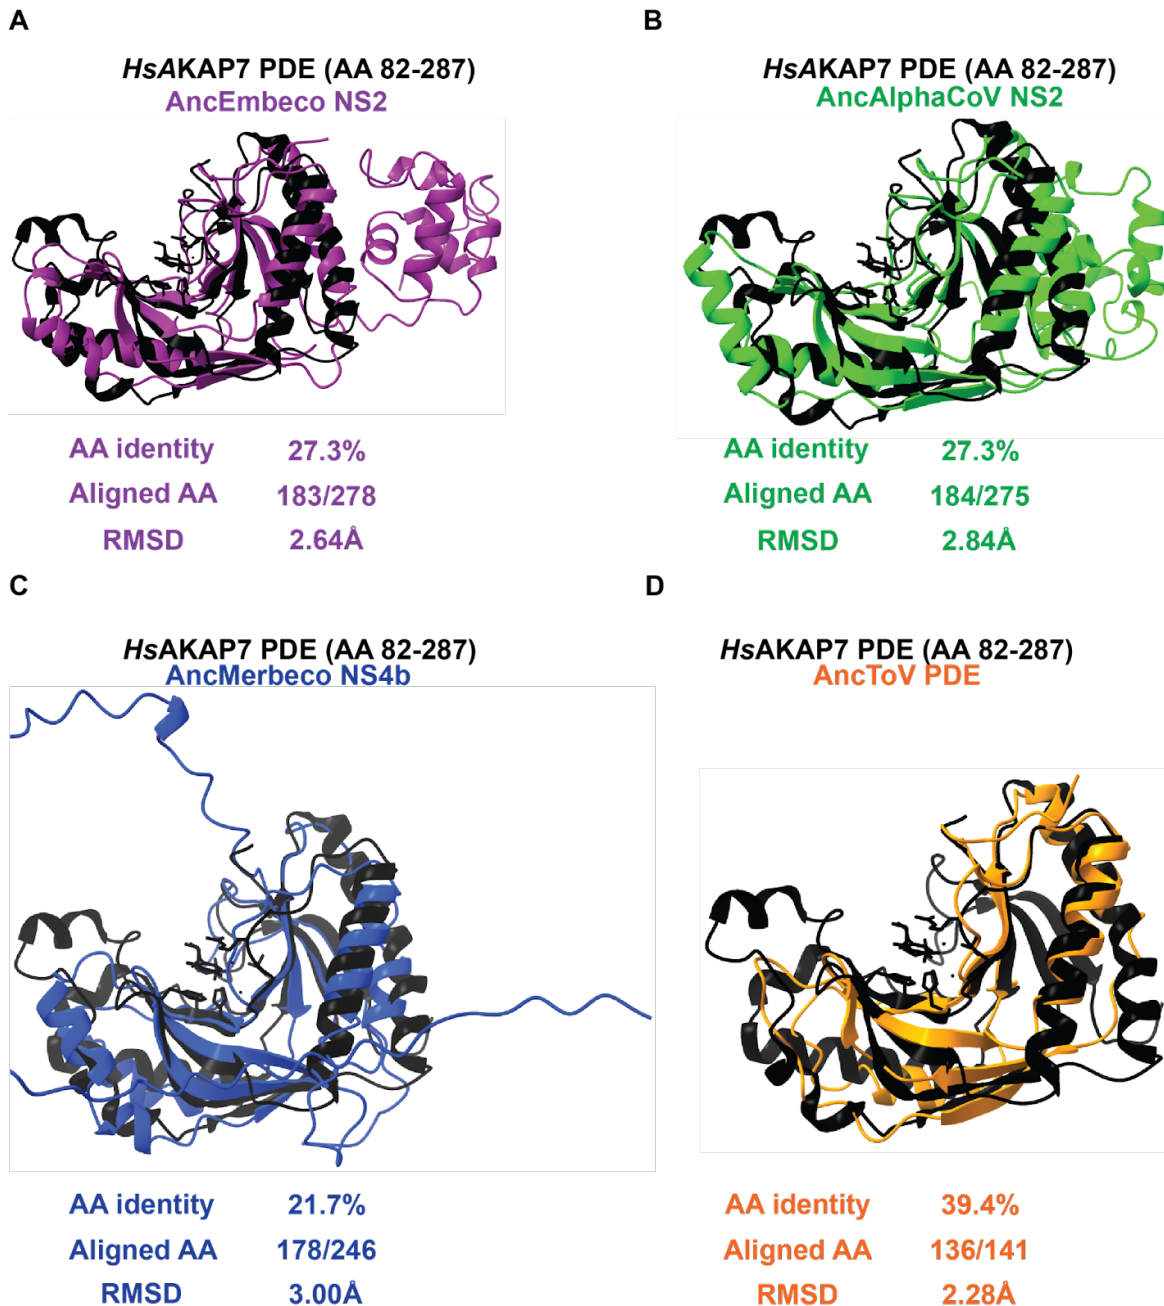 A
HsAKAP7 PDE (AA 82-287)
AncEmbeco NS2
AA identity 27.3%
Aligned AA 183/278
RMSD 2.64Å
B
HsAKAP7 PDE (AA 82-287)
AncAlphaCoV NS2
AA identity 27.3%
Aligned AA 184/275
RMSD 2.84Å
C
HsAKAP7 PDE (AA 82-287)
AncMerbeco NS4b
AA identity 21.7%
Aligned AA 178/246
RMSD 3.00Å
D
HsAKAP7 PDE (AA 82-287)
AncToV PDE
AA identity 39.4%
Aligned AA 136/141
RMSD 2.28Å